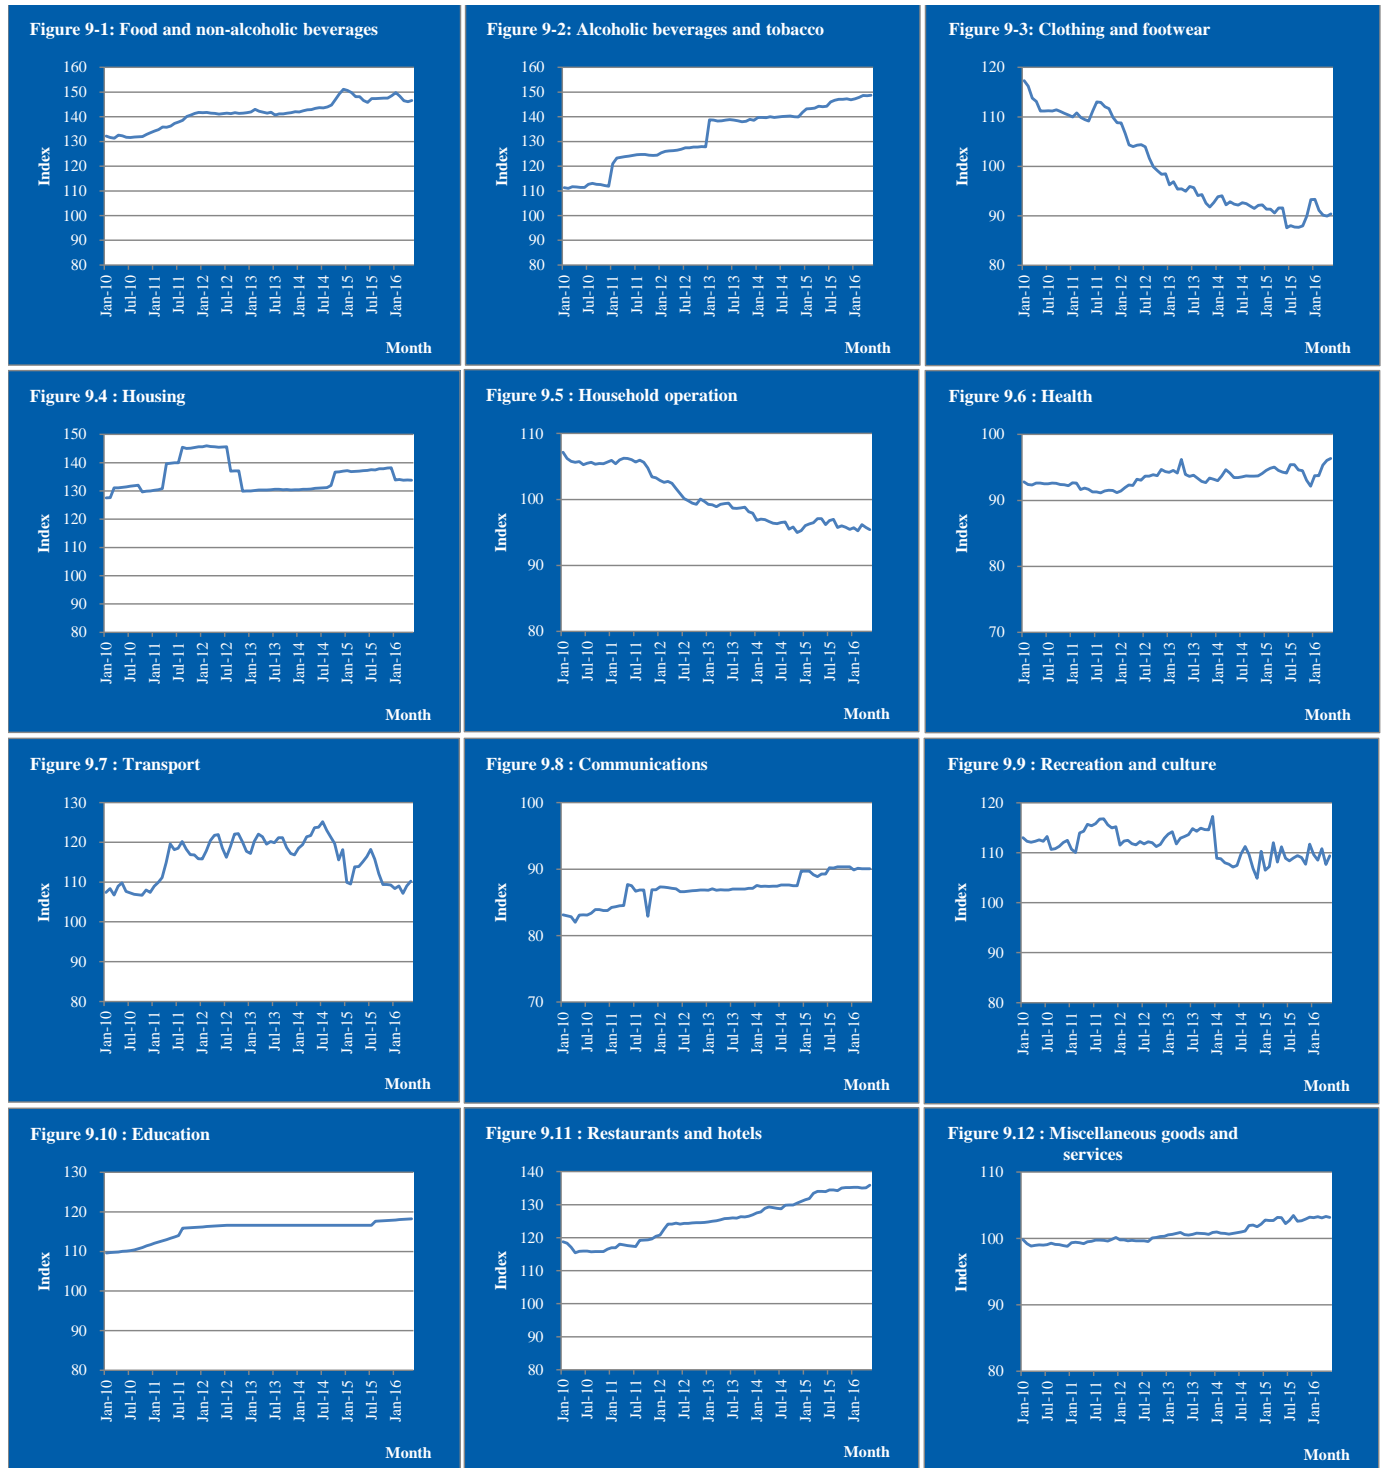 Figure 9-1: Food and non-alcoholic beverages
160
150
140
130
120
110
100
90
80
Index
Jan-10 Jul-10 Jan-11 Jul-11 Jan-12 Jul-12 Jan-13 Jul-13 Jan-14 Jul-14 Jan-15 Jul-15 Jan-16
Month
Figure 9-2: Alcoholic beverages and tobacco
160
150
140
130
120
110
100
90
80
Index
Jan-10 Jul-10 Jan-11 Jul-11 Jan-12 Jul-12 Jan-13 Jul-13 Jan-14 Jul-14 Jan-15 Jul-15 Jan-16
Month
Figure 9-3: Clothing and footwear
120
110
100
90
80
Index
Jan-10 Jul-10 Jan-11 Jul-11 Jan-12 Jul-12 Jan-13 Jul-13 Jan-14 Jul-14 Jan-15 Jul-15 Jan-16
Month
Figure 9.4 : Housing
150
140
130
120
110
100
90
80
Index
Jan-10 Jul-10 Jan-11 Jul-11 Jan-12 Jul-12 Jan-13 Jul-13 Jan-14 Jul-14 Jan-15 Jul-15 Jan-16
Month
Figure 9.5 : Household operation
110
100
90
80
Index
Jan-10 Jul-10 Jan-11 Jul-11 Jan-12 Jul-12 Jan-13 Jul-13 Jan-14 Jul-14 Jan-15 Jul-15 Jan-16
Month
Figure 9.6 : Health
100
90
80
70
Index
Jan-10 Jul-10 Jan-11 Jul-11 Jan-12 Jul-12 Jan-13 Jul-13 Jan-14 Jul-14 Jan-15 Jul-15 Jan-16
Month
Figure 9.7 : Transport
130
120
110
100
90
80
Index
Jan-10 Jul-10 Jan-11 Jul-11 Jan-12 Jul-12 Jan-13 Jul-13 Jan-14 Jul-14 Jan-15 Jul-15 Jan-16
Month
Figure 9.8 : Communications
100
90
80
70
Index
Jan-10 Jul-10 Jan-11 Jul-11 Jan-12 Jul-12 Jan-13 Jul-13 Jan-14 Jul-14 Jan-15 Jul-15 Jan-16
Month
Figure 9.9 : Recreation and culture
120
110
100
90
80
Index
Jan-10 Jul-10 Jan-11 Jul-11 Jan-12 Jul-12 Jan-13 Jul-13 Jan-14 Jul-14 Jan-15 Jul-15 Jan-16
Month
Figure 9.10 : Education
130
120
110
100
90
80
Index
Jan-10 Jul-10 Jan-11 Jul-11 Jan-12 Jul-12 Jan-13 Jul-13 Jan-14 Jul-14 Jan-15 Jul-15 Jan-16
Month
Figure 9.11 : Restaurants and hotels
140
130
120
110
100
90
80
Index
Jan-10 Jul-10 Jan-11 Jul-11 Jan-12 Jul-12 Jan-13 Jul-13 Jan-14 Jul-14 Jan-15 Jul-15 Jan-16
Month
Figure 9.12 : Miscellaneous goods and
services
110
100
90
80
Index
Jan-10 Jul-10 Jan-11 Jul-11 Jan-12 Jul-12 Jan-13 Jul-13 Jan-14 Jul-14 Jan-15 Jul-15 Jan-16
Month